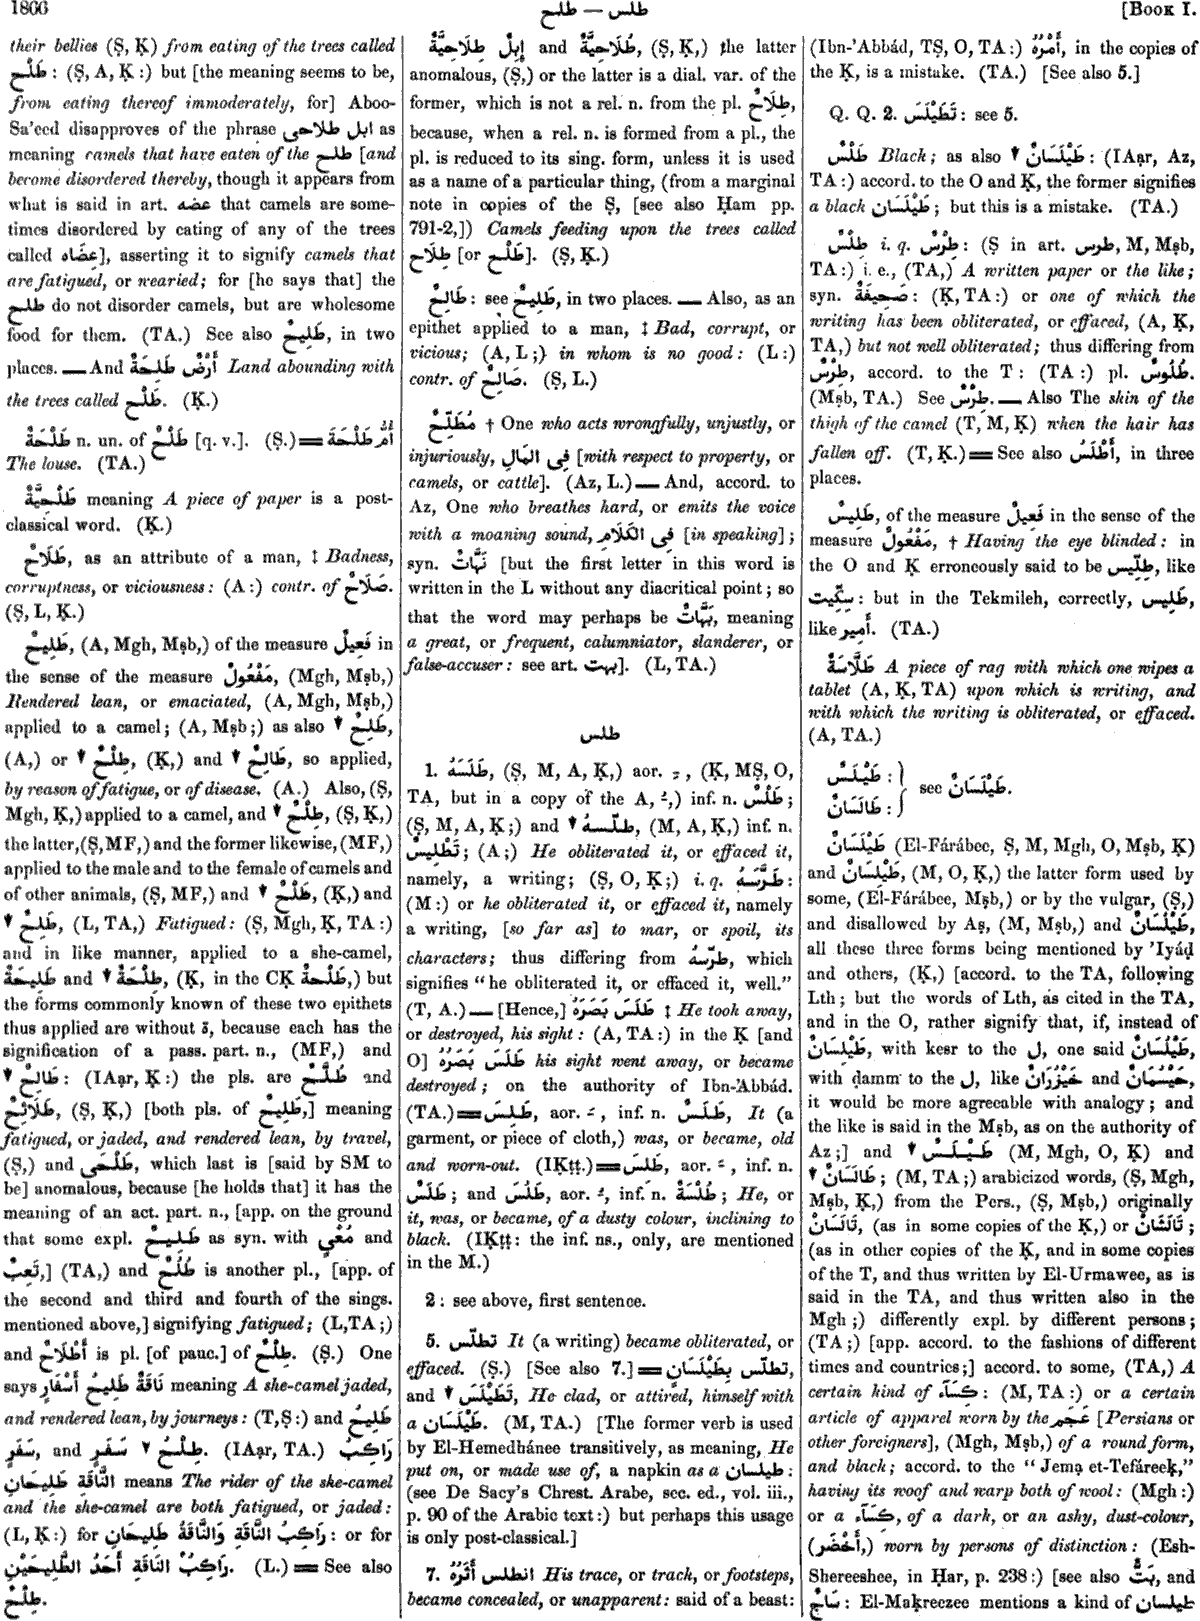 1866
طلح — طلس
[BOOK I.
their bellies (Ṣ, Ḳ) from eating of the trees called
طَلْح: (Ṣ, A, Ḳ:) but [the meaning seems to be,
from eating thereof immoderately, for] Aboo-
Sa'eed disapproves of the phrase ابل طلاحى as
meaning camels that have eaten of the طلح [and
become disordered thereby, though it appears from
what is said in art. عضه that camels are some-
times disordered by eating of any of the trees
called عِضَاه], asserting it to signify camels that
are fatigued, or wearied; for [he says that] the
طلح do not disorder camels, but are wholesome
food for them. (TA.) See also طَلِيحٌ, in two
places. — And أَرْضٌ طَلِحَةٌ Land abounding with
the trees called طَلْح. (Ḳ.)
طَلْحَةٌ n. un. of طَلْحٌ [q. v.]. (Ṣ.) = أُمُّ طَلْحَةَ
The louse. (TA.)
طَلْحِيَّةٌ meaning A piece of paper is a post-
classical word. (Ḳ.)
طَلَاحٌ, as an attribute of a man, ‡ Badness,
corruptness, or viciousness: (A:) contr. of صَلَاحٌ.
(Ṣ, L, Ḳ.)
طَلِيحٌ, (A, Mgh, Mṣb,) of the measure فَعِيلٌ in
the sense of the measure مَفْعُولٌ, (Mgh, Mṣb,)
Rendered lean, or emaciated, (A, Mgh, Mṣb,)
applied to a camel; (A, Mṣb;) as also ▼ طَلِحٌ,
(A,) or ▼ طِلْحٌ, (Ḳ,) and ▼ طَالِحٌ, so applied,
by reason of fatigue, or of disease. (A.) Also, (Ṣ,
Mgh, Ḳ,) applied to a camel, and ▼ طِلْحٌ, (Ṣ, Ḳ,)
the latter, (Ṣ, MF,) and the former likewise, (MF,)
applied to the male and to the female of camels and
of other animals, (Ṣ, MF,) and ▼ طَلْحٌ, (Ḳ,) and
▼ طَلِحٌ, (L, TA,) Fatigued: (Ṣ, Mgh, Ḳ, TA:)
and in like manner, applied to a she-camel,
طَلِيحَةٌ and ▼ طِلْحَةٌ, (Ḳ, in the CḲ طَلْحَةٌ,) but
the forms commonly known of these two epithets
thus applied are without ة, because each has the
signification of a pass. part. n., (MF,) and
▼ طَالِحٌ: (IAạr, Ḳ:) the pls. are طُلَّحٌ and
طَلَائِحُ, (Ṣ, Ḳ,) [both pls. of طَلِيحٌ,] meaning
fatigued, or jaded, and rendered lean, by travel,
(Ṣ,) and طَلْحَى, which last is [said by SM to
be] anomalous, because [he holds that] it has the
meaning of an act. part. n., [app. on the ground
that some expl. طَلِيحٌ as syn. with مُعْيٍ and
تَعِبٌ,] (TA,) and طُلُحٌ is another pl., [app. of
the second and third and fourth of the sings.
mentioned above,] signifying fatigued; (L, TA;)
and أَطْلَاحٌ is pl. [of pauc.] of طِلْحٌ. (Ṣ.) One
says نَاقَةٌ طَلِيحُ أَسْفَارٍ meaning A she-camel jaded,
and rendered lean, by journeys: (T, Ṣ:) and طَلِيحُ
سَفَرٍ, and ▼ طِلْحُ سَفَرٍ. (IAạr, TA.) رَاكِبُ
النَّاقَةِ طَلِيحَانِ means The rider of the she-camel
and the she-camel are both fatigued, or jaded:
(L, Ḳ:) for رَاكِبُ النَّاقَةِ وَالنَّاقَةُ طَلِيحَانِ: or for
رَاكِبُ النَّاقَةِ أَحَدُ الطَّلِيحَيْنِ. (L.) = See also
طِلْحٌ.
إِبِلٌ طِلَاحِيَّةٌ and طُلَاحِيَّةٌ, (Ṣ, Ḳ,) the latter
anomalous, (Ṣ,) or the latter is a dial. var. of the
former, which is not a rel. n. from the pl. طِلَاحٌ,
because, when a rel. n. is formed from a pl., the
pl. is reduced to its sing. form, unless it is used
as a name of a particular thing, (from a marginal
note in copies of the Ṣ, [see also Ḥam pp.
791-2,]) Camels feeding upon the trees called
طِلَاح [or طَلْح]. (Ṣ, Ḳ.)
طَالِحٌ: see طَلِيحٌ, in two places. — Also, as an
epithet applied to a man, ‡ Bad, corrupt, or
vicious; (A, L;) in whom is no good: (L:)
contr. of صَالِحٌ. (Ṣ, L.)
مُطَلِّحٌ † One who acts wrongfully, unjustly, or
injuriously, فِى المَالِ [with respect to property, or
camels, or cattle]. (Az, L.) — And, accord. to
Az, One who breathes hard, or emits the voice
with a moaning sound, فِى الكَلَامِ [in speaking];
syn. نَهَّاتٌ [but the first letter in this word is
written in the L without any diacritical point; so
that the word may perhaps be بَهَّاتٌ, meaning
a great, or frequent, calumniator, slanderer, or
false-accuser: see art. بهت]. (L, TA.)
طلس
1. طَلَسَهُ, (Ṣ, M, A, Ḳ,) aor. ـِ, (Ḳ, MṢ, O,
TA, but in a copy of the A, ـُ,) inf. n. طَلْسٌ;
(Ṣ, M, A, Ḳ;) and ▼ طلّسهُ, (M, A, Ḳ,) inf. n.
تَطْلِيسٌ; (A;) He obliterated it, or effaced it,
namely, a writing; (Ṣ, O, Ḳ;) i. q. طَرَّسَهُ:
(M:) or he obliterated it, or effaced it, namely
a writing, [so far as] to mar, or spoil, its
characters; thus differing from طرّسهُ, which
signifies "he obliterated it, or effaced it, well."
(T, A.) — [Hence,] طَلَسَ بَصَرَهُ ‡ He took away,
or destroyed, his sight: (A, TA:) in the Ḳ [and
O] طَلَسَ بَصَرُهُ his sight went away, or became
destroyed; on the authority of Ibn-'Abbád.
(TA.) = طَلِسَ, aor. ـَ, inf. n. طَلَسٌ, It (a
garment, or piece of cloth,) was, or became, old
and worn-out. (IḲṭṭ.) = طَلِسَ, aor. ـَ, inf. n.
طَلَسٌ; and طَلُسَ, aor. ـُ, inf. n. طُلْسَةٌ; He, or
it, was, or became, of a dusty colour, inclining to
black. (IḲṭṭ: the inf. ns., only, are mentioned
in the M.)
2: see above, first sentence.
5. تطلّس It (a writing) became obliterated, or
effaced. (Ṣ.) [See also 7.] = تطلّس بِطَيْلَسَانٍ,
and ▼ تَطَيْلَسَ, He clad, or attired, himself with
a طَيْلَسَان. (M, TA.) [The former verb is used
by El-Hemedhánee transitively, as meaning, He
put on, or made use of, a napkin as a طيلسان:
(see De Sacy's Chrest. Arabe, sec. ed., vol. iii.,
p. 90 of the Arabic text:) but perhaps this usage
is only post-classical.]
7. انطلس أَثَرُهُ His trace, or track, or footsteps,
became concealed, or unapparent: said of a beast:
(Ibn-'Abbád, TṢ, O, TA:) أَمْرُهُ, in the copies of
the Ḳ, is a mistake. (TA.) [See also 5.]
Q. Q. 2. تَطَيْلَسَ: see 5.
طَلْسٌ Black; as also ▼ طَيْلَسَانٌ: (IAạr, Az,
TA:) accord. to the O and Ḳ, the former signifies
a black طَيْلَسَان; but this is a mistake. (TA.)
طِلْسٌ i. q. طِرْسٌ: (Ṣ in art. طرس, M, Mṣb,
TA:) i. e., (TA,) A written paper or the like;
syn. صَحِيفَةٌ: (Ḳ, TA:) or one of which the
writing has been obliterated, or effaced, (A, Ḳ,
TA,) but not well obliterated; thus differing from
طِرْسٌ, accord. to the T: (TA:) pl. طُلُوسٌ.
(Mṣb, TA.) See طِرْسٌ. — Also The skin of the
thigh of the camel (T, M, Ḳ) when the hair has
fallen off. (T, Ḳ.) = See also أَطْلَسُ, in three
places.
طَلِيسٌ, of the measure فَعِيلٌ in the sense of the
measure مَفْعُولٌ, † Having the eye blinded: in
the O and Ḳ erroneously said to be طِلِّيس, like
سِكِّيت: but in the Tekmileh, correctly, طَلِيس,
like أَمِير. (TA.)
طَلَّاسَةٌ A piece of rag with which one wipes a
tablet (A, Ḳ, TA) upon which is writing, and
with which the writing is obliterated, or effaced.
(A, TA.)
طَيْلَسٌ:
طَالَسَانٌ: see طَيْلَسَانٌ.
طَيْلَسَانٌ (El-Fárábee, Ṣ, M, Mgh, O, Mṣb, Ḳ)
and طَيْلِسَانٌ, (M, O, Ḳ,) the latter form used by
some, (El-Fárábee, Mṣb,) or by the vulgar, (Ṣ,)
and disallowed by Aṣ, (M, Mṣb,) and طَيْلُسَانٌ,
all these three forms being mentioned by 'Iyáḍ
and others, (Ḳ,) [accord. to the TA, following
Lth; but the words of Lth, as cited in the TA,
and in the O, rather signify that, if, instead of
طَيْلِسَانٌ, with kesr to the ل, one said طَيْلُسَانٌ,
with ḍamm to the ل, like خَيْزُرَانٌ and حَيْسُمَانٌ,
it would be more agreeable with analogy; and
the like is said in the Mṣb, as on the authority of
Az;] and ▼ طَيْلَسٌ (M, Mgh, O, Ḳ) and
▼ طَالَسَانٌ; (M, TA;) arabicized words, (Ṣ, Mgh,
Mṣb, Ḳ,) from the Pers., (Ṣ, Mṣb,) originally
تَالَسَانٌ, (as in some copies of the Ḳ,) or تَالَشَانٌ;
(as in other copies of the Ḳ, and in some copies
of the T, and thus written by El-Urmawee, as is
said in the TA, and thus written also in the
Mgh;) differently expl. by different persons;
(TA;) [app. accord. to the fashions of different
times and countries;] accord. to some, (TA,) A
certain kind of كِسَآء: (M, TA:) or a certain
article of apparel worn by the عَجَم [Persians or
other foreigners], (Mgh, Mṣb,) of a round form,
and black; accord. to the "Jemạ et-Tefáreeḳ,"
having its woof and warp both of wool: (Mgh:)
or a كِسَآء, of a dark, or an ashy, dust-colour,
(أَخْضَر,) worn by persons of distinction: (Esh-
Shereeshee, in Ḥar, p. 238:) [see also بَتٌّ, and
سَاجٌ: El-Maḳreezee mentions a kind of طيلسان